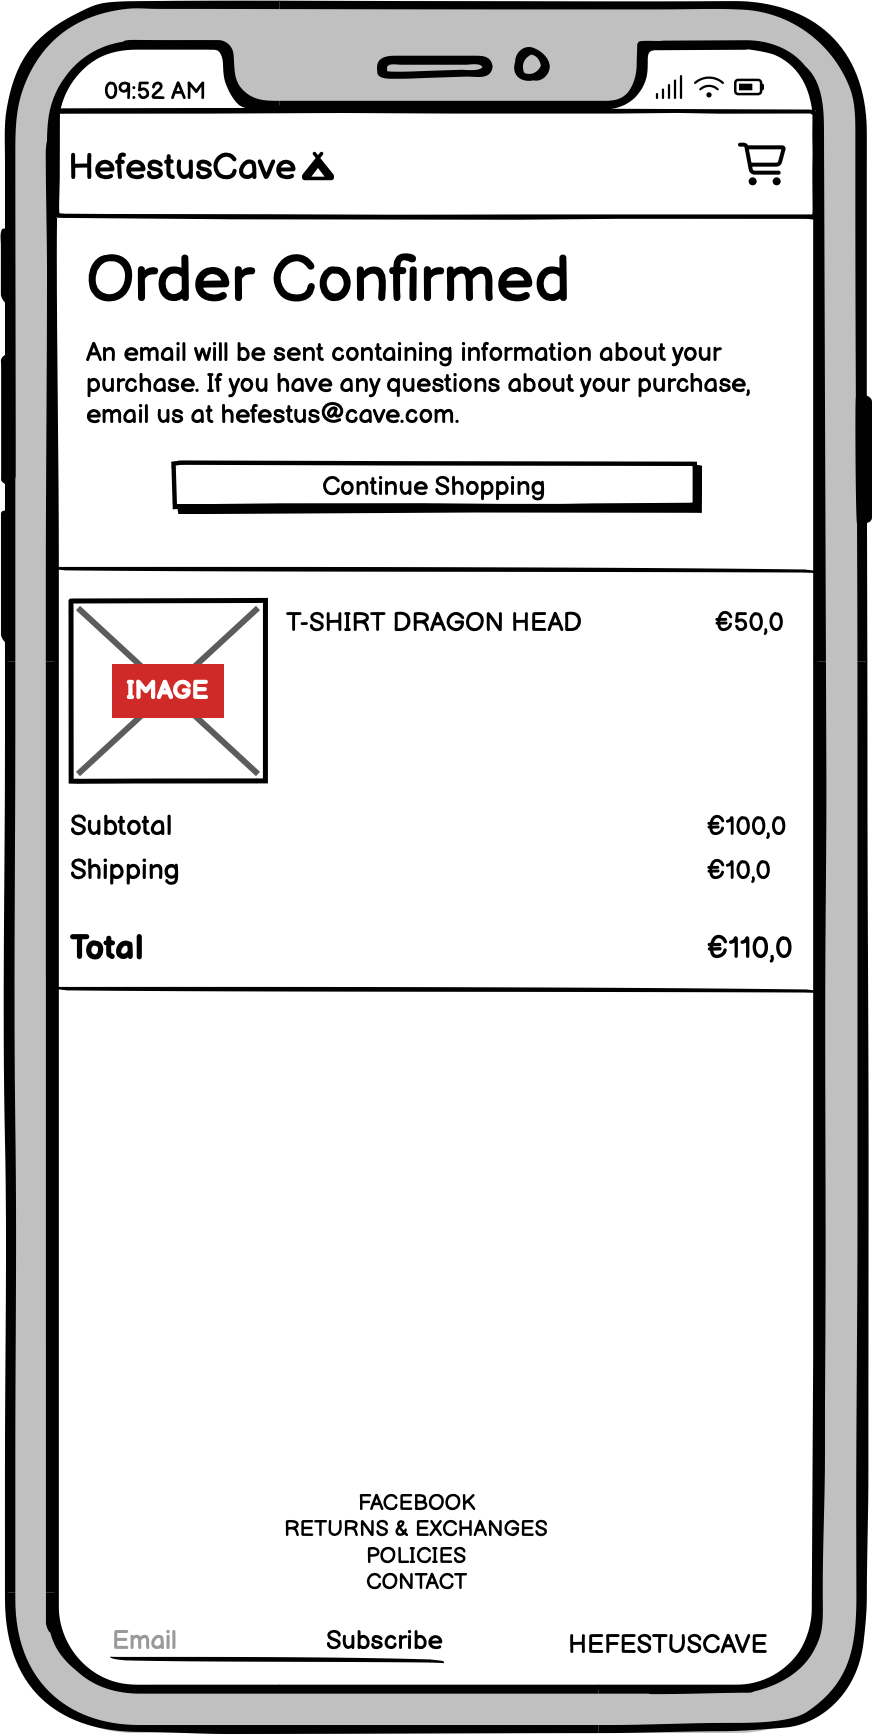 09:52 AM
HefestusCave
Order Confirmed
An email will be sent containing information about your
purchase. If you have any questions about your purchase,
email us at hefestus@cave.com.
Continue Shopping
T-SHIRT DRAGON HEAD €50,0
IMAGE
Subtotal €100,0
Shipping €10,0
Total €110,0
FACEBOOK
RETURNS & EXCHANGES
POLICIES
CONTACT
Email Subscribe HEFESTUSCAVE